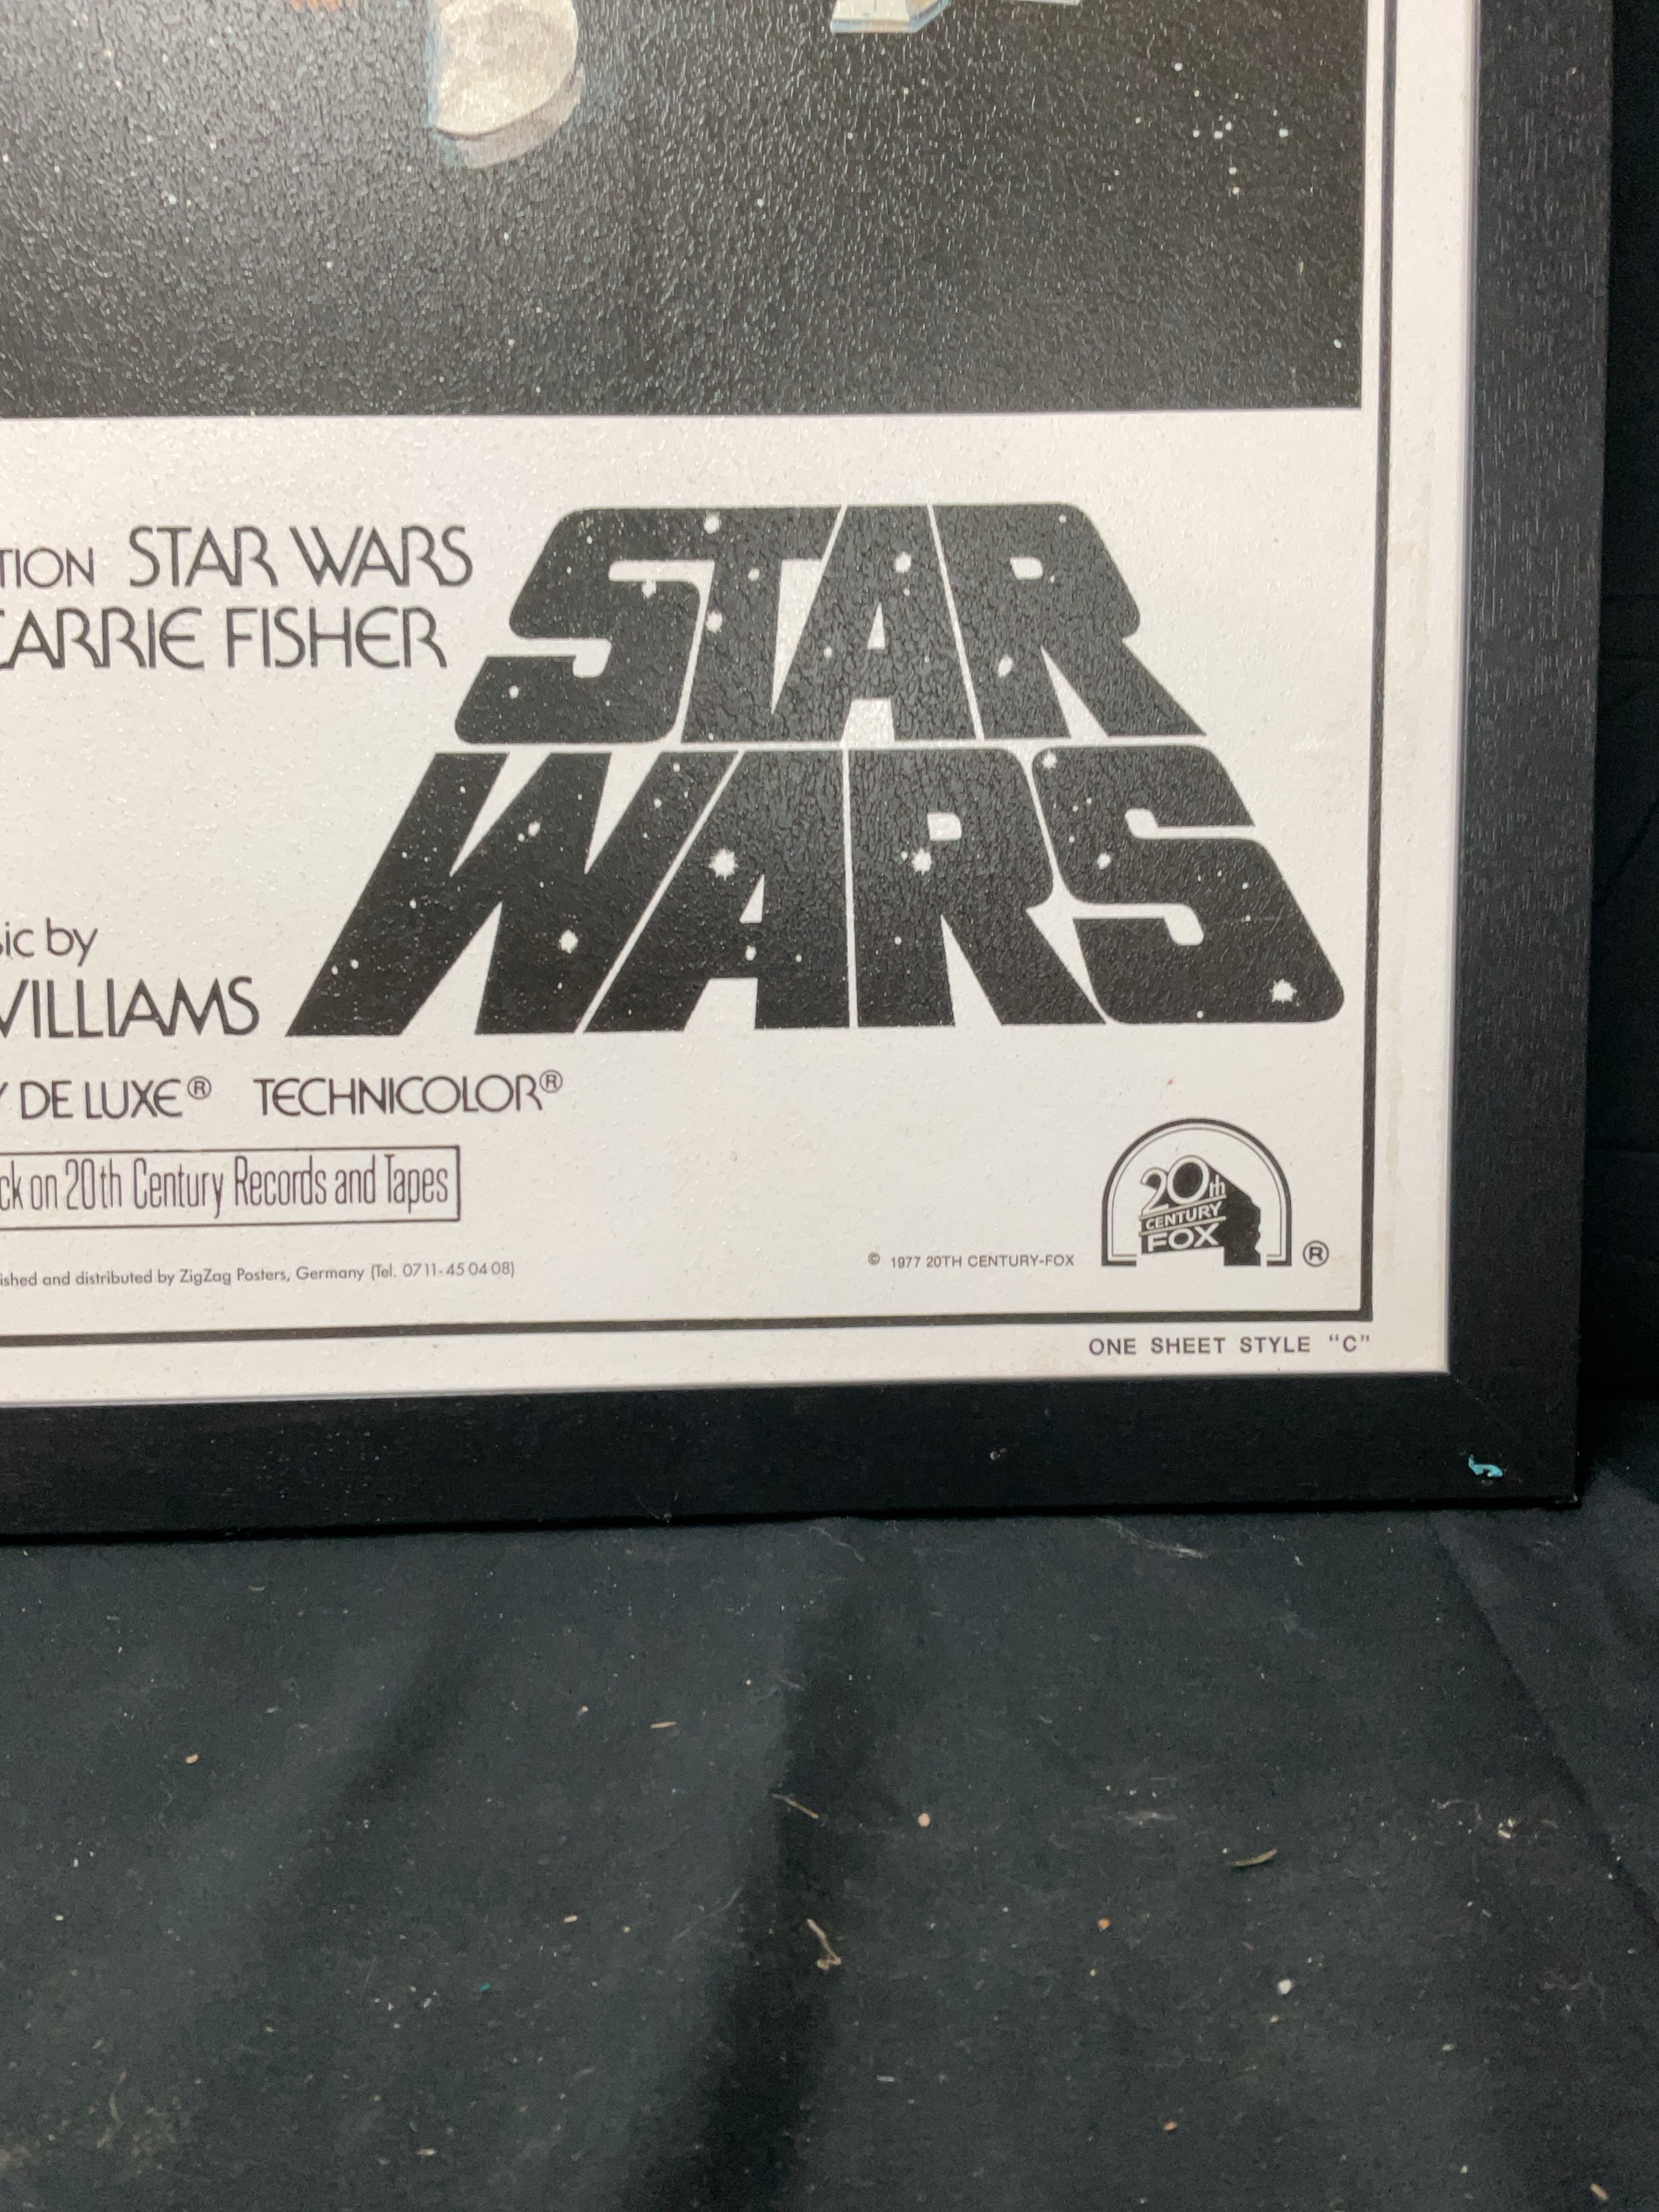 TION STAR WARS
CARRIE FISHER
STAR
WARS
sic by
WILLIAMS
Y DE LUXE® TECHNICOLOR®
ck on 20th Century Records and Tapes
20th
CENTURY
FOX
®
© 1977 20TH CENTURY-FOX
ished and distributed by ZigZag Posters, Germany (Tel. 0711-45 04 08)
ONE SHEET STYLE "C"